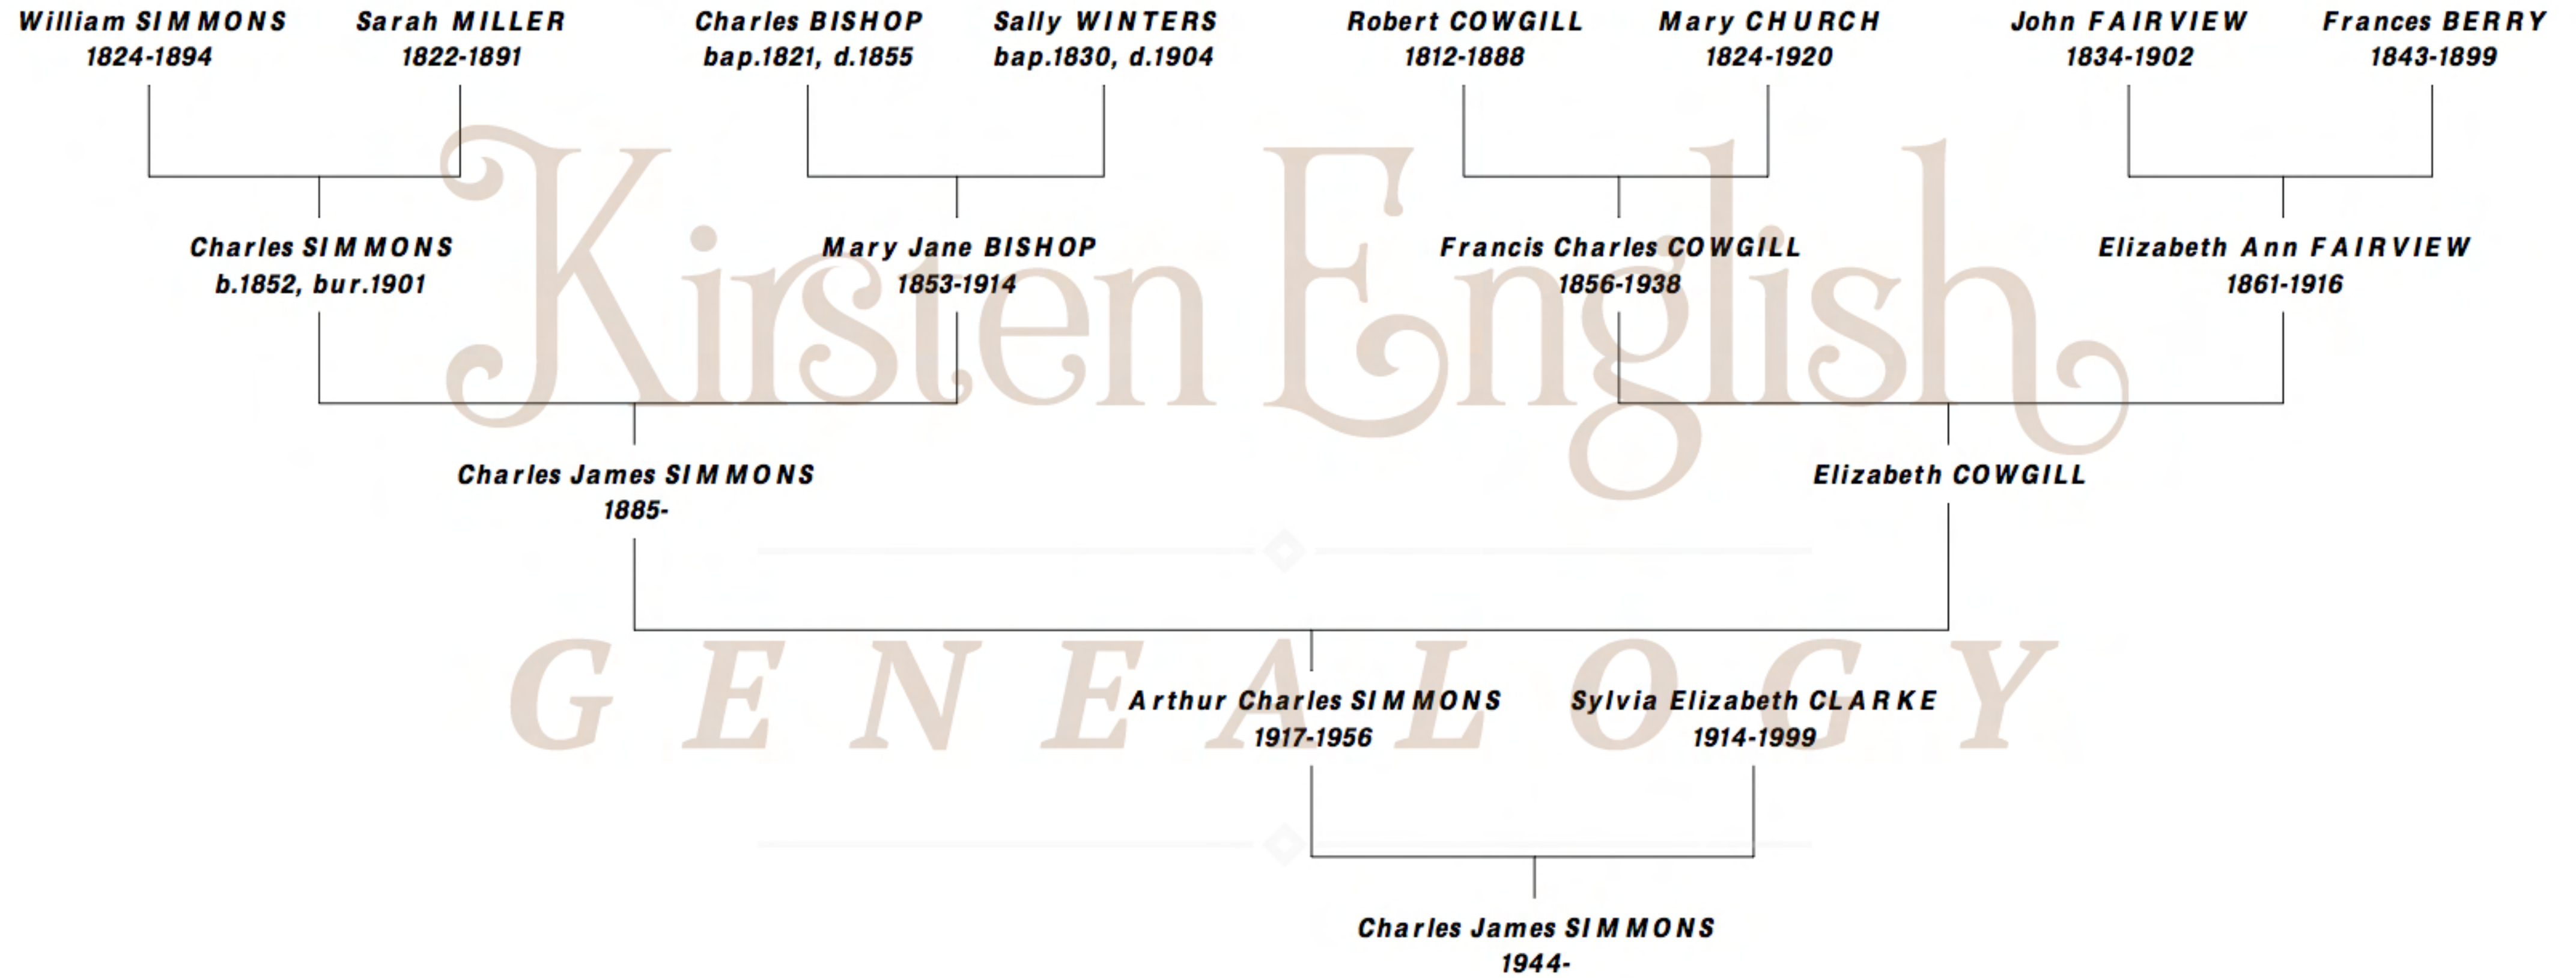 William SIMMONS
1824-1894
Sarah MILLER
1822-1891
Charles BISHOP
bap.1821, d.1855
Sally WINTERS
bap.1830, d.1904
Robert COWGILL
1812-1888
Mary CHURCH
1824-1920
John FAIRVIEW
1834-1902
Frances BERRY
1843-1899
Charles SIMMONS
b.1852, bur.1901
Mary Jane BISHOP
1853-1914
Francis Charles COWGILL
1856-1938
Elizabeth Ann FAIRVIEW
1861-1916
Kirsten English
Charles James SIMMONS
1885-
Elizabeth COWGILL
GENEALOGY
Arthur Charles SIMMONS
1917-1956
Sylvia Elizabeth CLARKE
1914-1999
Charles James SIMMONS
1944-